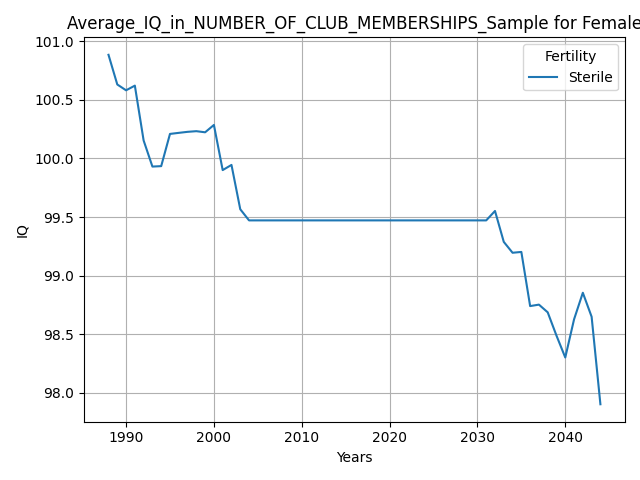 Average_IQ_in_NUMBER_OF_CLUB_MEMBERSHIPS_Sample for Female
101.0
100.5
100.0
99.5
99.0
98.5
98.0
IQ
Fertility
Sterile
1990
2000
2010
2020
2030
2040
Years